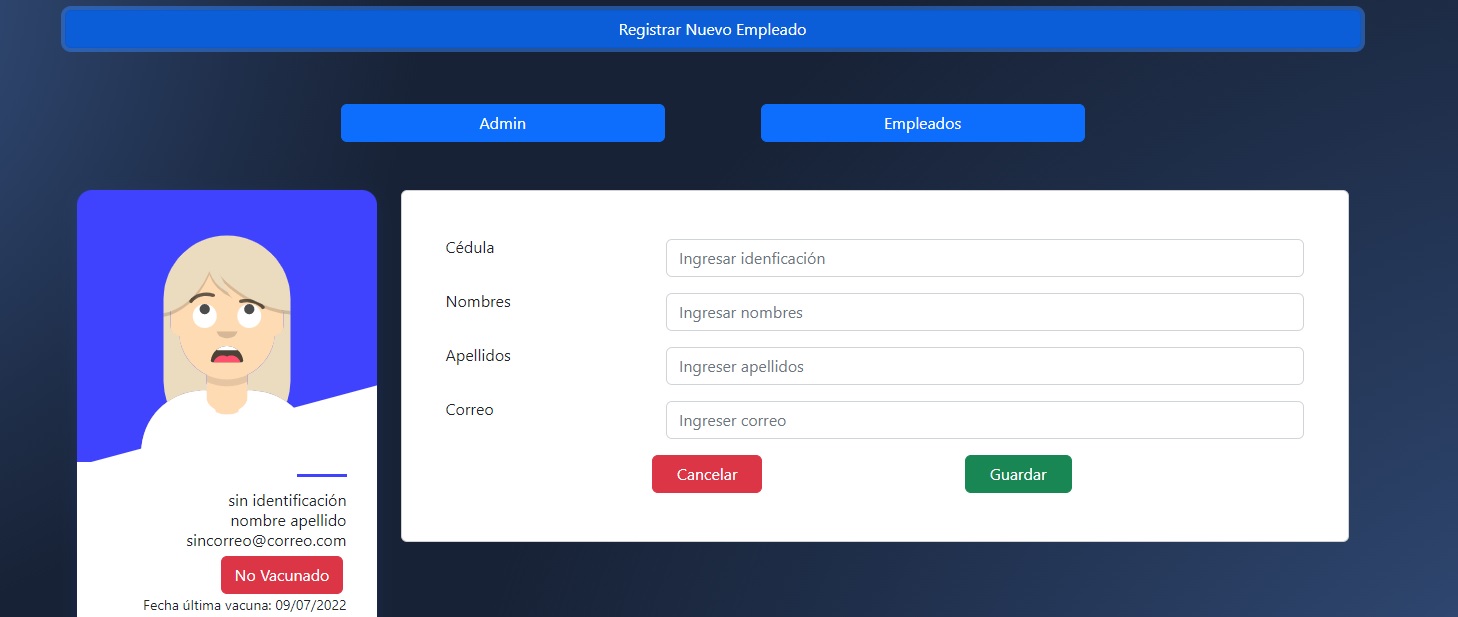 Registrar Nuevo Empleado
Admin
Empleados
Cédula
Ingresar idenficación
Nombres
Ingresar nombres
Apellidos
Ingreser apellidos
Correo
Ingreser correo
Cancelar
Guardar
sin identificación
nombre apellido
sincorreo@correo.com
No Vacunado
Fecha última vacuna: 09/07/2022